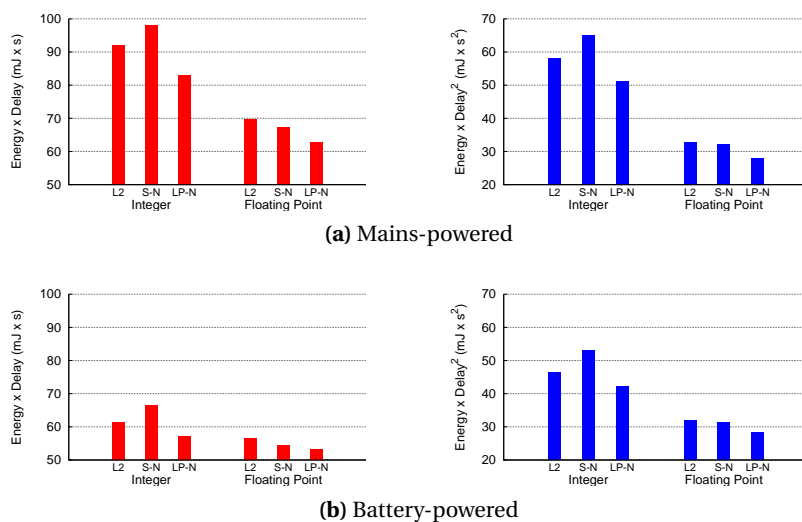 Energy x Delay (mJ x s)
100
90
80
70
60
50
L2 S-N LP-N L2 S-N LP-N
Integer Floating Point
Energy x Delay² (mJ x s²)
70
60
50
40
30
20
L2 S-N LP-N L2 S-N LP-N
Integer Floating Point
(a) Mains-powered
Energy x Delay (mJ x s)
100
90
80
70
60
50
L2 S-N LP-N L2 S-N LP-N
Integer Floating Point
Energy x Delay² (mJ x s²)
70
60
50
40
30
20
L2 S-N LP-N L2 S-N LP-N
Integer Floating Point
(b) Battery-powered